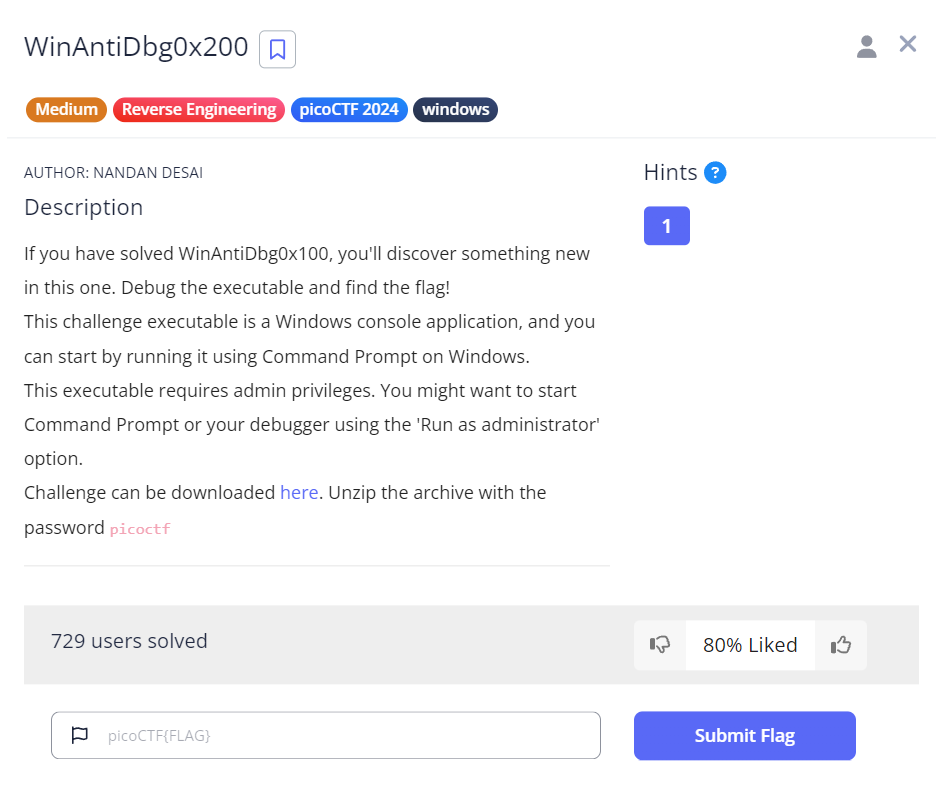 WinAntiDbg0x200
Medium Reverse Engineering picoCTF 2024 windows
AUTHOR: NANDAN DESAI
Description
If you have solved WinAntiDbg0x100, you'll discover something new
in this one. Debug the executable and find the flag!
This challenge executable is a Windows console application, and you
can start by running it using Command Prompt on Windows.
This executable requires admin privileges. You might want to start
Command Prompt or your debugger using the 'Run as administrator'
option.
Challenge can be downloaded here. Unzip the archive with the
password picoctf
Hints ?
1
729 users solved
80% Liked
picoCTF{FLAG}
Submit Flag